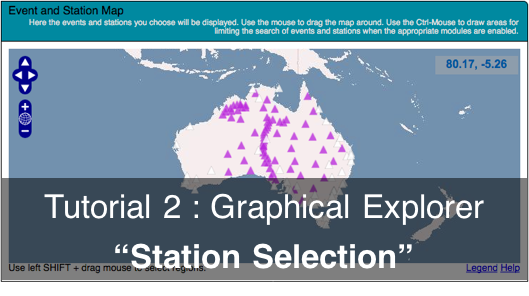 Event and Station Map
Here the events and stations you choose will be displayed. Use the mouse to drag the map around. Use the Ctrl-Mouse to draw areas for
limiting the search of events and stations when the appropriate modules are enabled.
80.17, -5.26
Tutorial 2 : Graphical Explorer
“Station Selection”
Use left SHIFT + drag mouse to select regions.
Legend Help